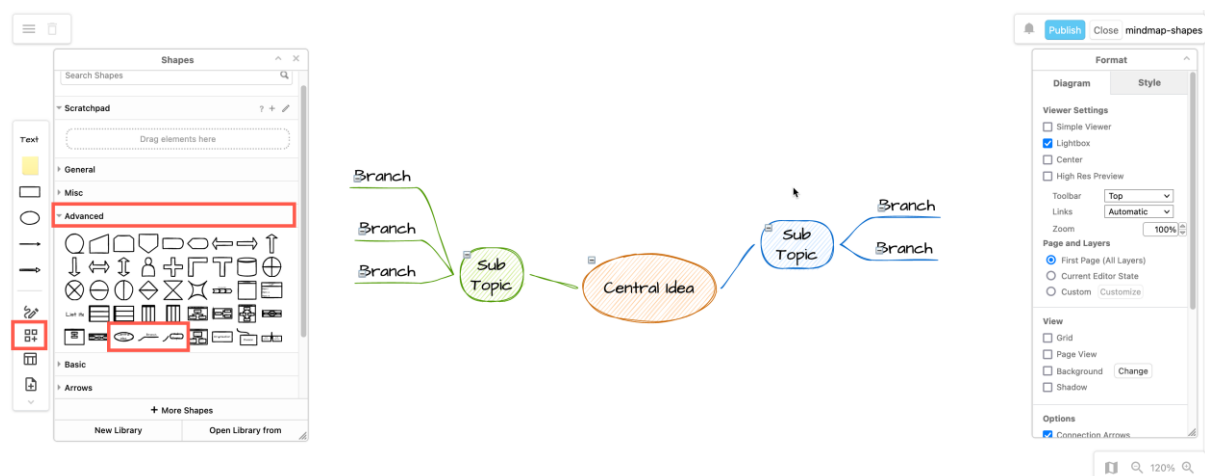 Publish Close mindmap-shapes
Shapes
Search Shapes
Scratchpad
? +
Drag elements here
General
Misc
Advanced
List Ite
Basic
Arrows
+ More Shapes
New Library Open Library from
Text
Branch
Branch
Branch
Sub
Topic
Central Idea
Sub
Topic
Branch
Branch
Format
Diagram Style
Viewer Settings
Simple Viewer
Lightbox
Center
High Res Preview
Toolbar Top
Links Automatic
Zoom 100%
Page and Layers
First Page (All Layers)
Current Editor State
Custom Customize
View
Grid
Page View
Background Change
Shadow
Options
Connection Arrows
120%